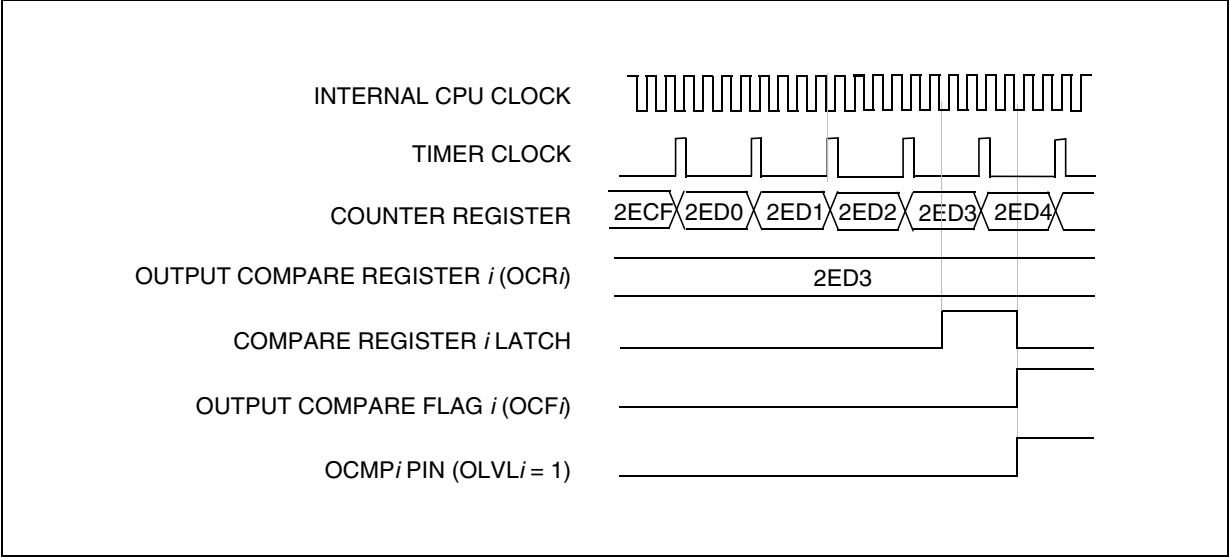 INTERNAL CPU CLOCK
TIMER CLOCK
COUNTER REGISTER 2ECF 2ED0 2ED1 2ED2 2ED3 2ED4
OUTPUT COMPARE REGISTER i (OCRi) 2ED3
COMPARE REGISTER i LATCH
OUTPUT COMPARE FLAG i (OCFi)
OCMPi PIN (OLVLi = 1)